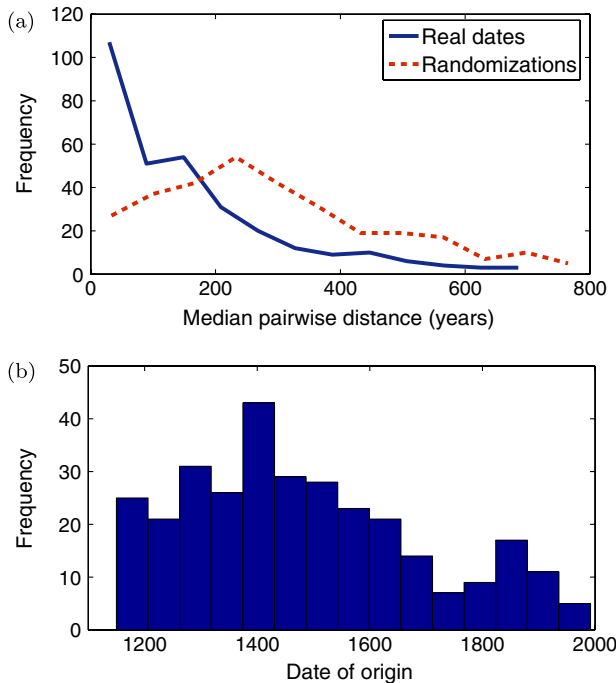 (a)
120
100
80
60
40
20
0
Frequency
Real dates
Randomizations
0 200 400 600 800
Median pairwise distance (years)
(b)
50
40
30
20
10
0
Frequency
1200 1400 1600 1800 2000
Date of origin